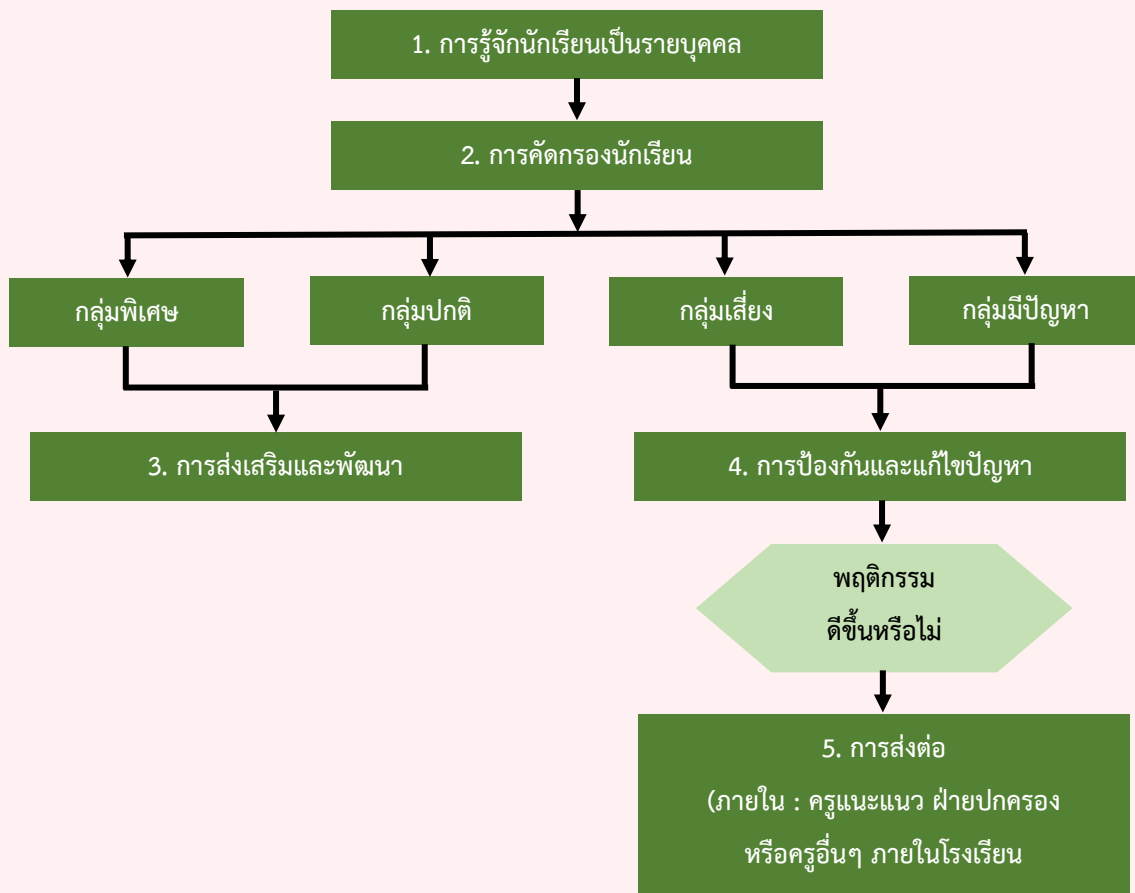 1. การรู้จักนักเรียนเป็นรายบุคคล
2. การคัดกรองนักเรียน
กลุ่มพิเศษ
กลุ่มปกติ
กลุ่มเสี่ยง
กลุ่มมีปัญหา
3. การส่งเสริมและพัฒนา
4. การป้องกันและแก้ไขปัญหา
พฤติกรรม
ดีขึ้นหรือไม่
5. การส่งต่อ
(ภายใน : ครูแนะแนว ฝ่ายปกครอง
หรือครูอื่นๆ ภายในโรงเรียน